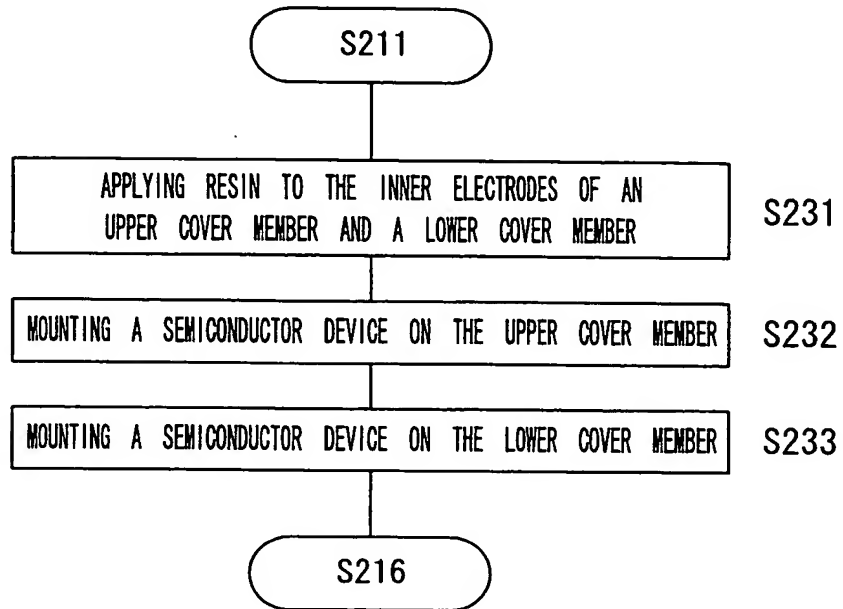 S211
APPLYING RESIN TO THE INNER ELECTRODES OF AN
UPPER COVER MEMBER AND A LOWER COVER MEMBER
S231
MOUNTING A SEMICONDUCTOR DEVICE ON THE UPPER COVER MEMBER
S232
MOUNTING A SEMICONDUCTOR DEVICE ON THE LOWER COVER MEMBER
S233
S216